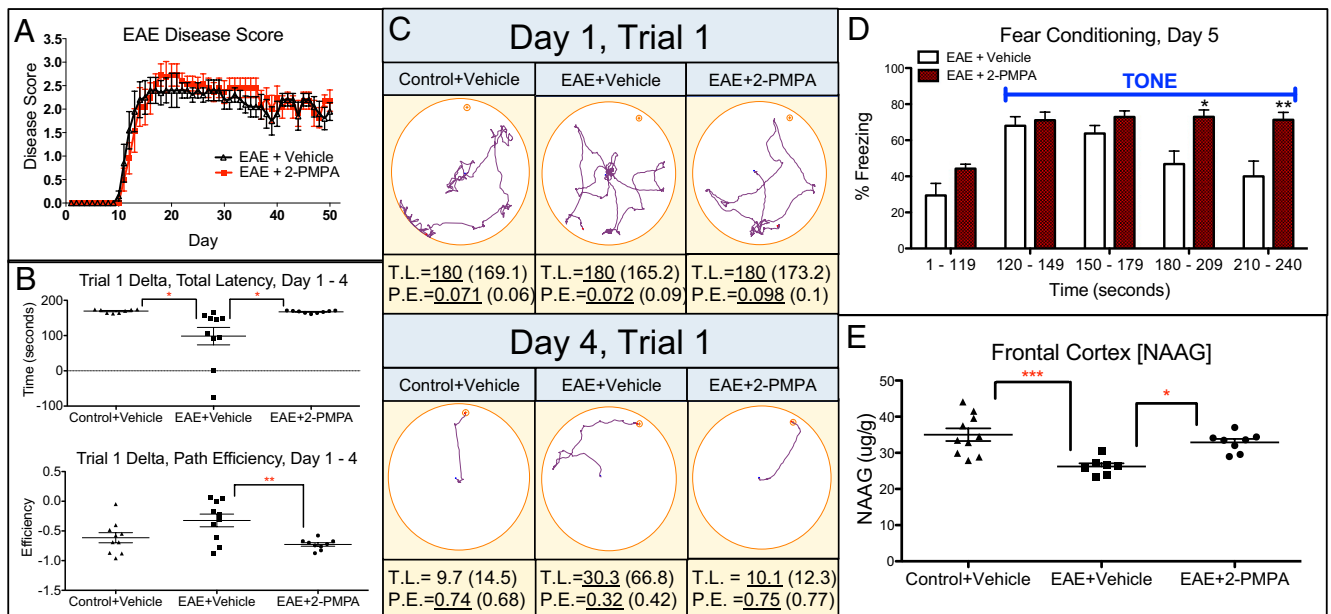 A
EAE Disease Score
Disease Score
3.0
2.5
2.0
1.5
1.0
0.5
0.0
0
10
20
30
40
50
Day
EAE + Vehicle
EAE + 2-PMPA
B
Trial 1 Delta, Total Latency, Day 1 - 4
Time (seconds)
200
100
0
-100
* *
Control+Vehicle
EAE+Vehicle
EAE+2-PMPA
Trial 1 Delta, Path Efficiency, Day 1 - 4
Efficiency
0.5
0.0
-0.5
-1.0
-1.5
**
Control+Vehicle
EAE+Vehicle
EAE+2-PMPA
C
Day 1, Trial 1
Control+Vehicle
EAE+Vehicle
EAE+2-PMPA
T.L.=180 (169.1)
P.E.=0.071 (0.06)
T.L.=180 (165.2)
P.E.=0.072 (0.09)
T.L.=180 (173.2)
P.E.=0.098 (0.1)
Day 4, Trial 1
Control+Vehicle
EAE+Vehicle
EAE+2-PMPA
T.L.= 9.7 (14.5)
P.E.=0.74 (0.68)
T.L.=30.3 (66.8)
P.E.=0.32 (0.42)
T.L. = 10.1 (12.3)
P.E. =0.75 (0.77)
D
Fear Conditioning, Day 5
EAE + Vehicle
EAE + 2-PMPA
TONE
* **
% Freezing
100
80
60
40
20
0
1 - 119
120 - 149
150 - 179
180 - 209
210 - 240
Time (seconds)
E
Frontal Cortex [NAAG]
NAAG (ug/g)
50
40
30
20
10
0
*** *
Control+Vehicle
EAE+Vehicle
EAE+2-PMPA